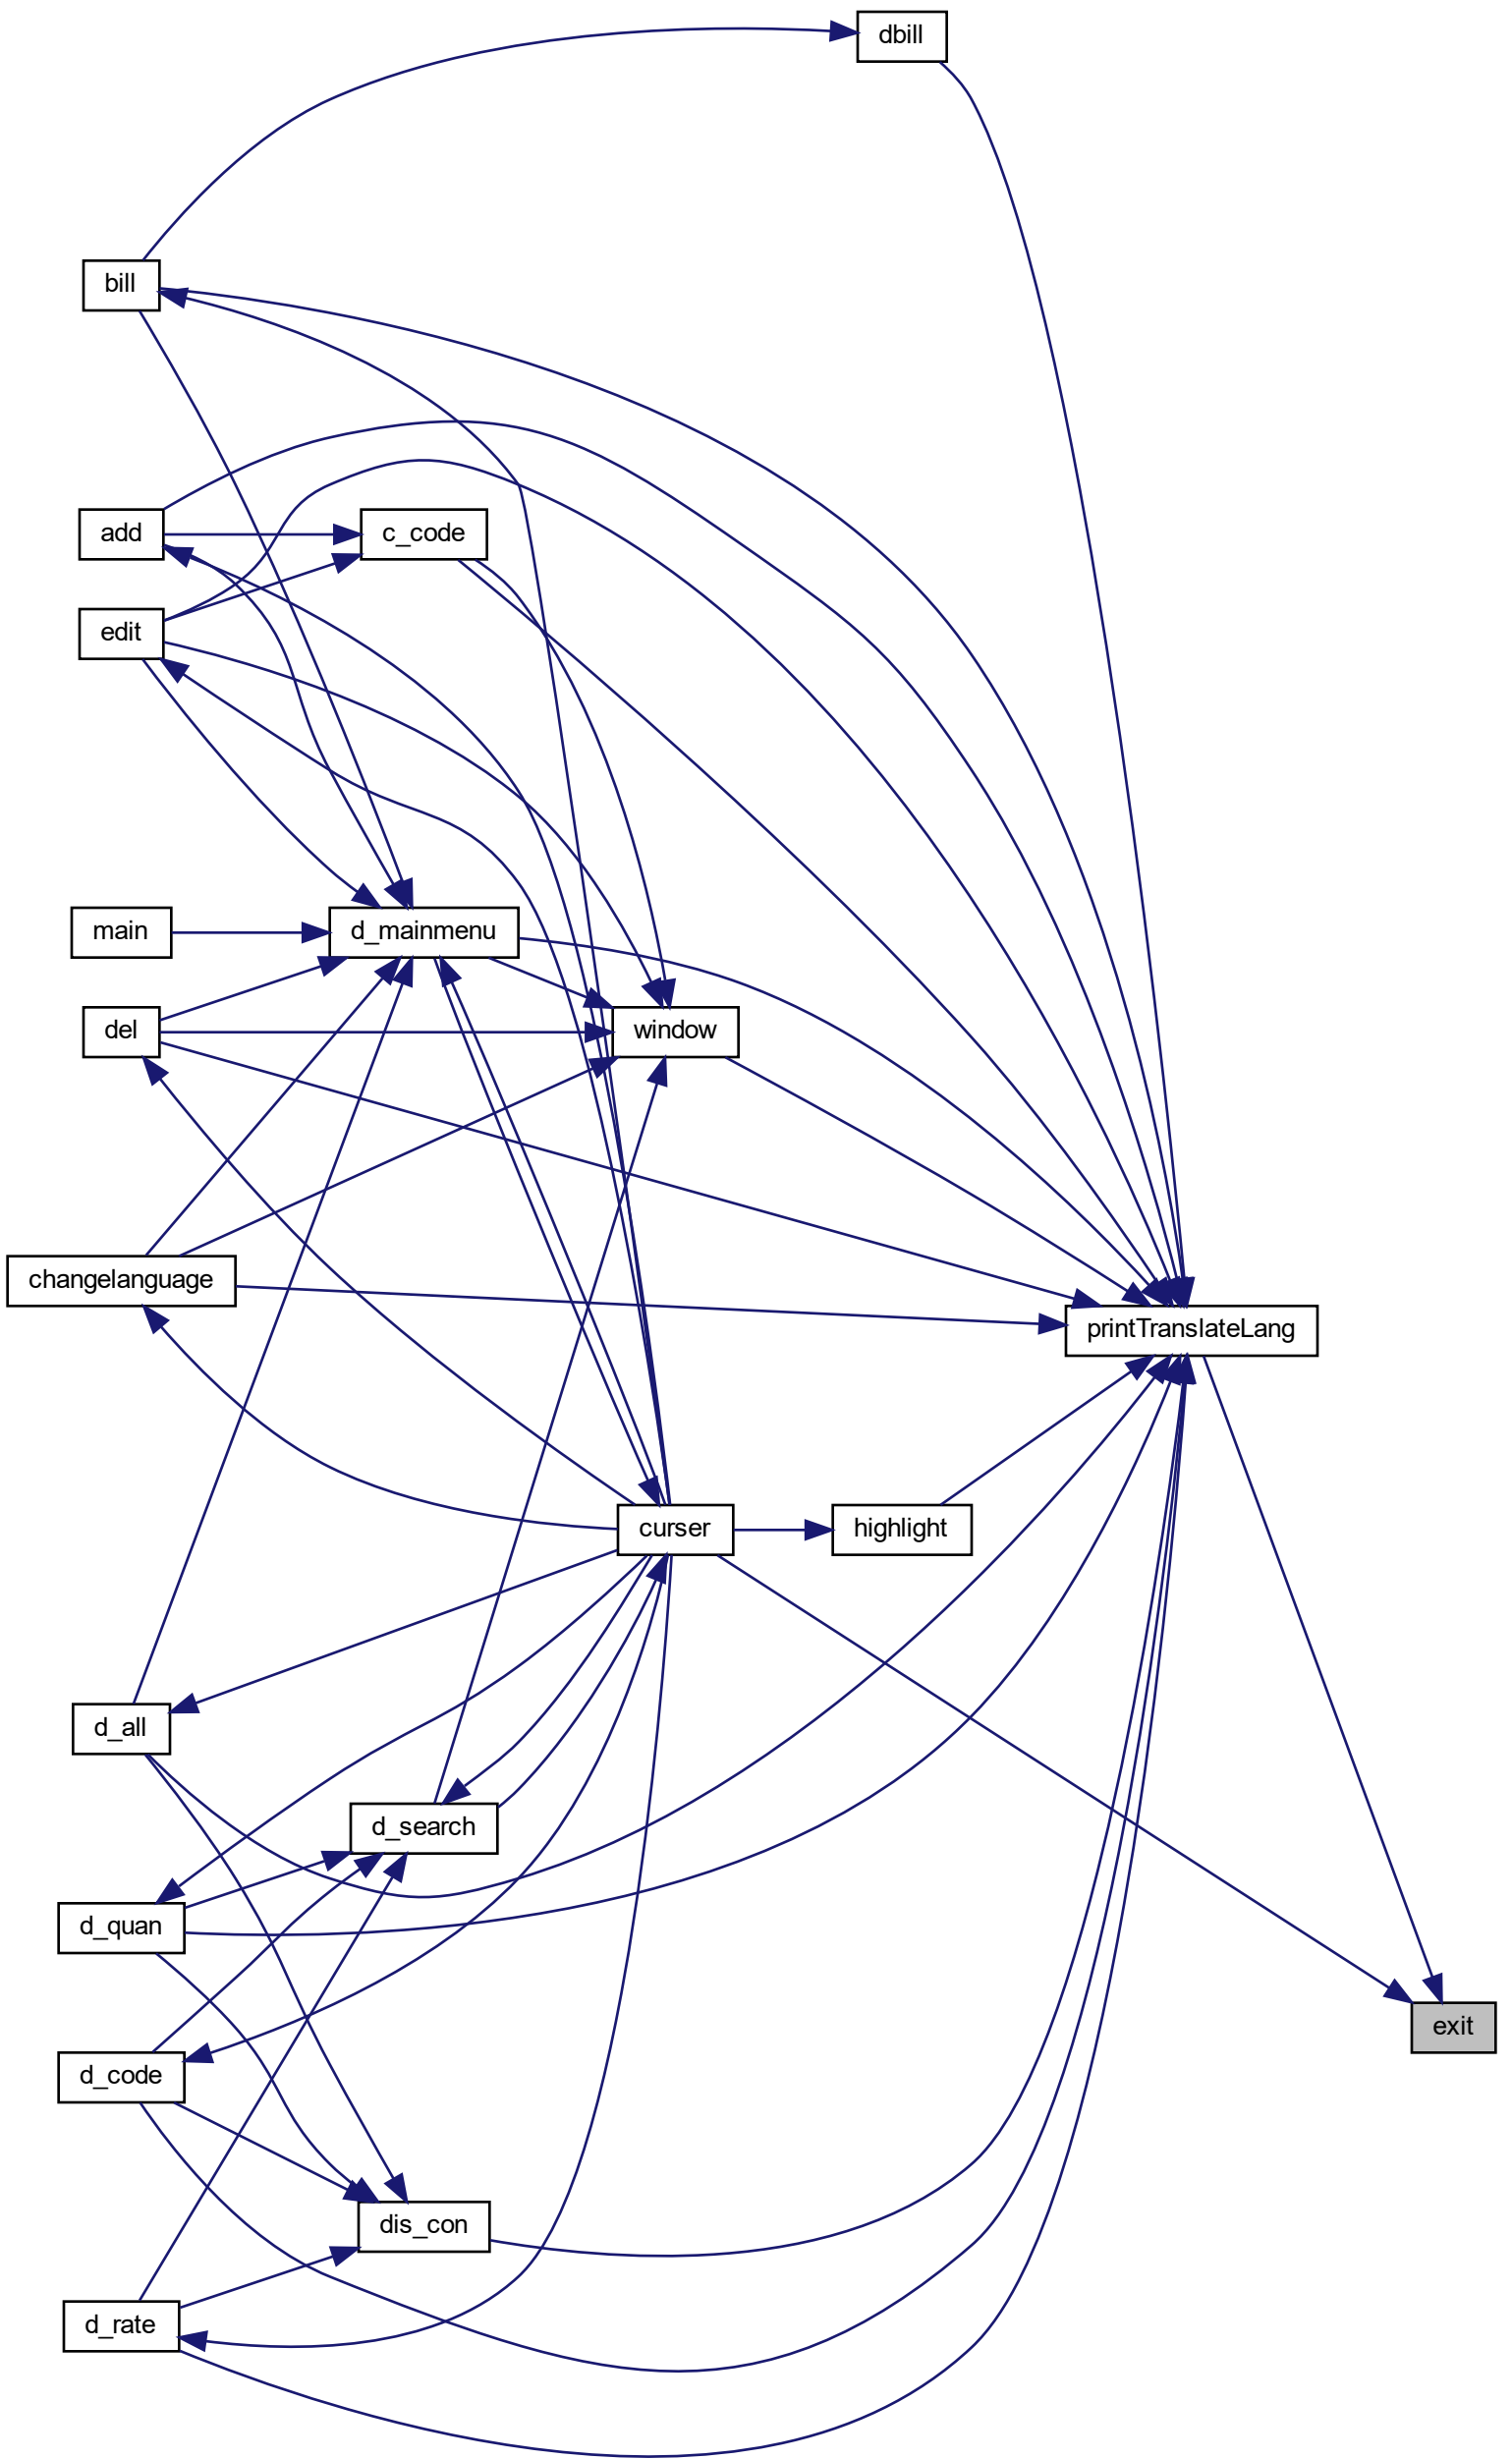 dbill
bill
add
c_code
edit
main
d_mainmenu
del
window
changelanguage
printTranslateLang
curser
highlight
d_all
d_search
d_quan
exit
d_code
dis_con
d_rate